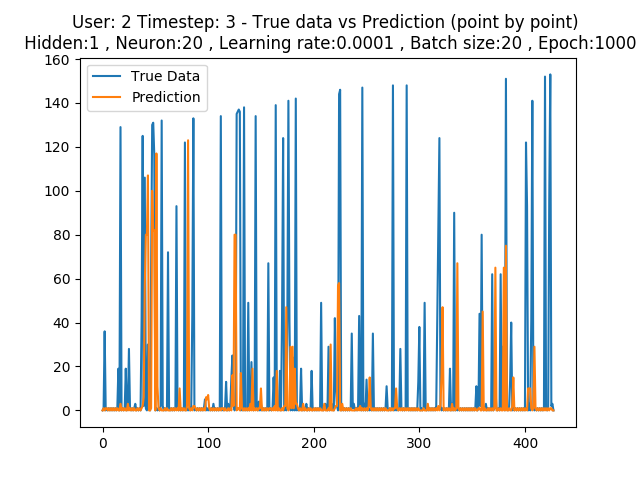 User: 2 Timestep: 3 - True data vs Prediction (point by point)
Hidden:1 , Neuron:20 , Learning rate:0.0001 , Batch size:20 , Epoch:1000
True Data
Prediction
160
140
120
100
80
60
40
20
0
0 100 200 300 400